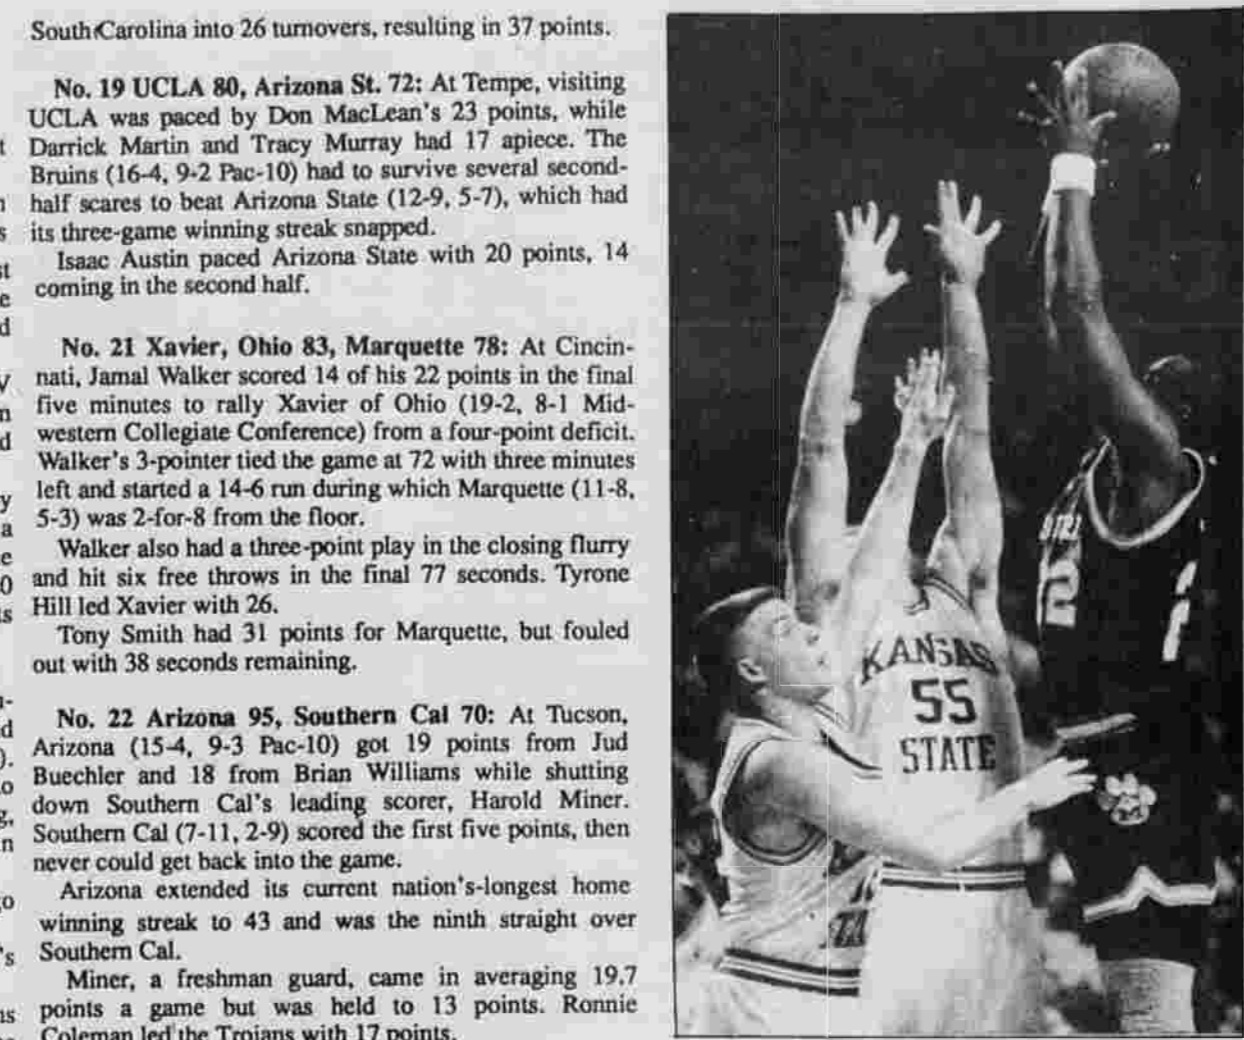 South Carolina into 26 turnovers, resulting in 37 points.
No. 19 UCLA 80, Arizona St. 72: At Tempe, visiting
UCLA was paced by Don MacLean's 23 points, while
Darrick Martin and Tracy Murray had 17 apiece. The
Bruins (16-4, 9-2 Pac-10) had to survive several second-
half scares to beat Arizona State (12-9, 5-7), which had
its three-game winning streak snapped.
Isaac Austin paced Arizona State with 20 points, 14
coming in the second half.
No. 21 Xavier, Ohio 83, Marquette 78: At Cincin-
nati, Jamal Walker scored 14 of his 22 points in the final
five minutes to rally Xavier of Ohio (19-2, 8-1 Mid-
western Collegiate Conference) from a four-point deficit.
Walker's 3-pointer tied the game at 72 with three minutes
left and started a 14-6 run during which Marquette (11-8,
5-3) was 2-for-8 from the floor.
Walker also had a three-point play in the closing flurry
and hit six free throws in the final 77 seconds. Tyrone
Hill led Xavier with 26.
Tony Smith had 31 points for Marquette, but fouled
out with 38 seconds remaining.
No. 22 Arizona 95, Southern Cal 70: At Tucson,
Arizona (15-4, 9-3 Pac-10) got 19 points from Jud
Buechler and 18 from Brian Williams while shutting
down Southern Cal's leading scorer, Harold Miner.
Southern Cal (7-11, 2-9) scored the first five points, then
never could get back into the game.
Arizona extended its current nation's-longest home
winning streak to 43 and was the ninth straight over
Southern Cal.
Miner, a freshman guard, came in averaging 19.7
points a game but was held to 13 points. Ronnie
Coleman led the Trojans with 17 points.
KANSAS
55
STATE